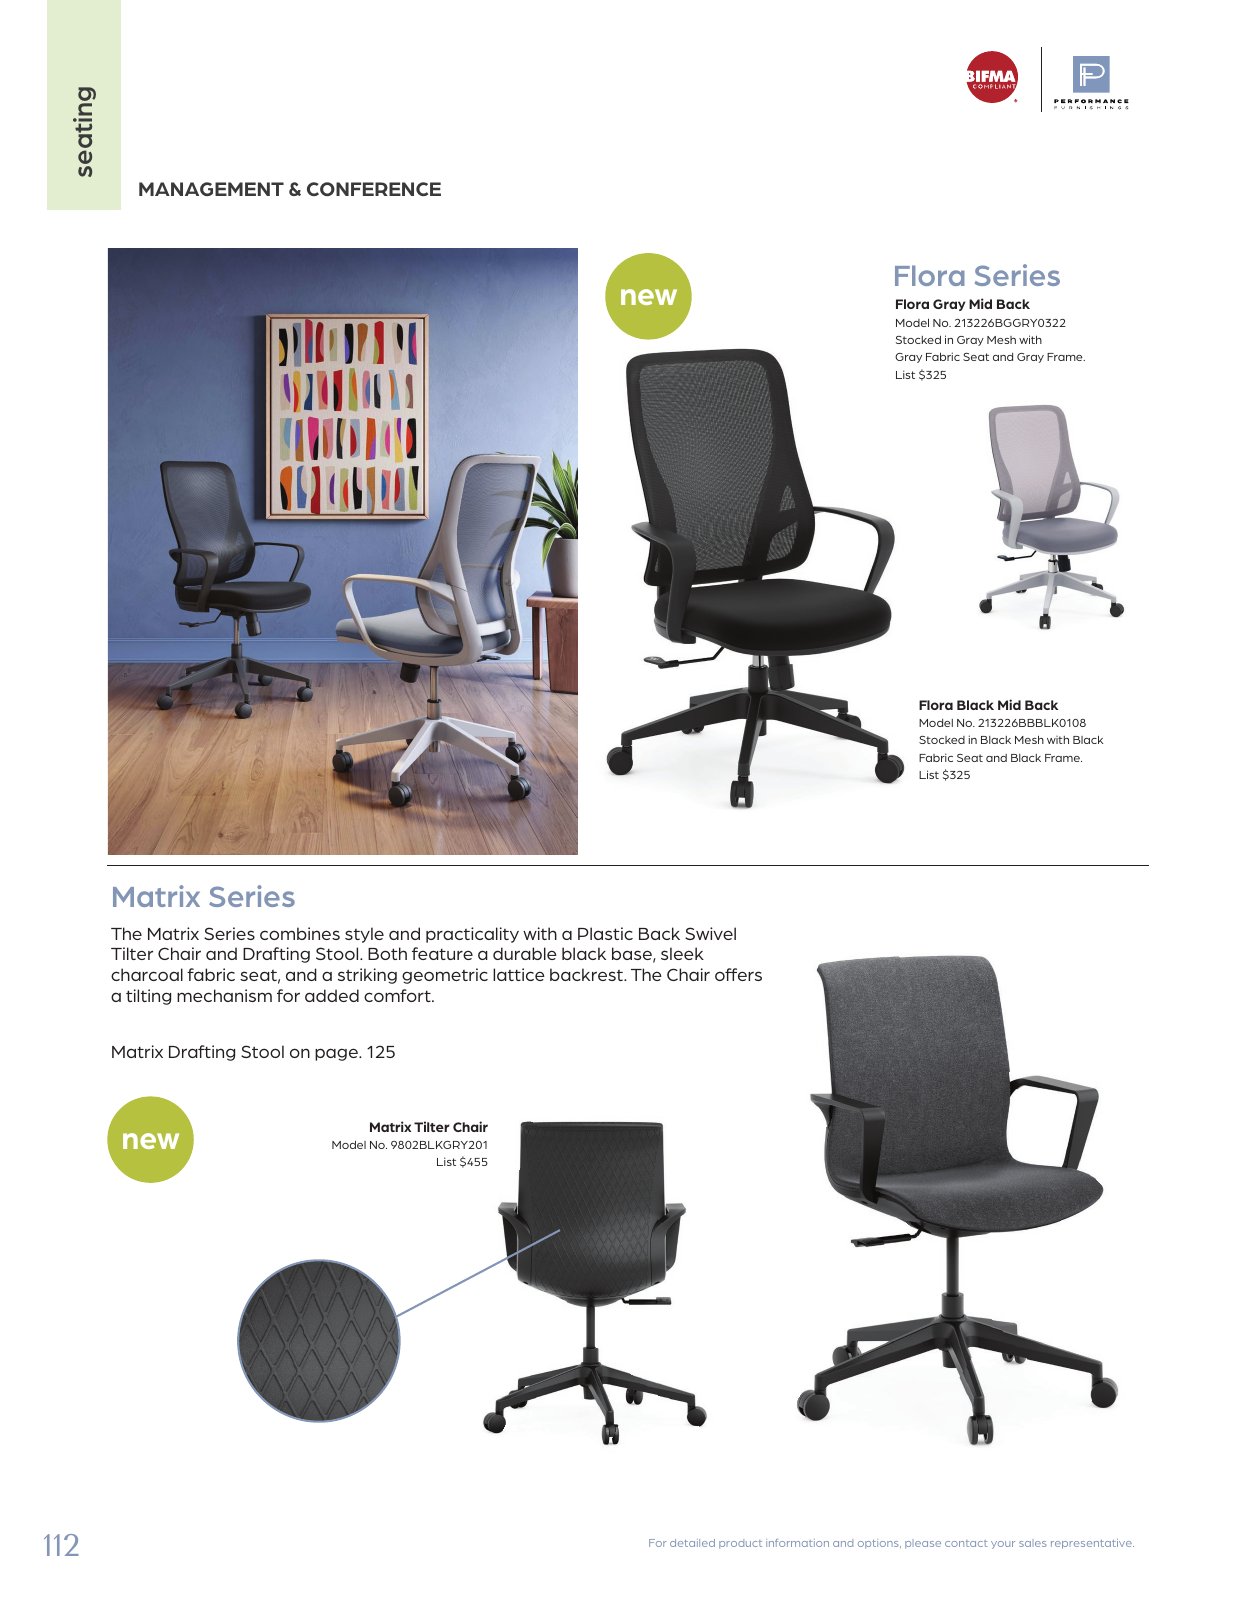 seating
BIFMA
COMPLIANT
PERFORMANCE
FURNISHINGS
MANAGEMENT & CONFERENCE
new
Flora Series
Flora Gray Mid Back
Model No. 213226BGGRY0322
Stocked in Gray Mesh with
Gray Fabric Seat and Gray Frame.
List $325
Flora Black Mid Back
Model No. 213226BBBLK0108
Stocked in Black Mesh with Black
Fabric Seat and Black Frame.
List $325
Matrix Series
The Matrix Series combines style and practicality with a Plastic Back Swivel
Tilter Chair and Drafting Stool. Both feature a durable black base, sleek
charcoal fabric seat, and a striking geometric lattice backrest. The Chair offers
a tilting mechanism for added comfort.
Matrix Drafting Stool on page. 125
new
Matrix Tilter Chair
Model No. 9802BLKGRY201
List $455
112
For detailed product information and options, please contact your sales representative.